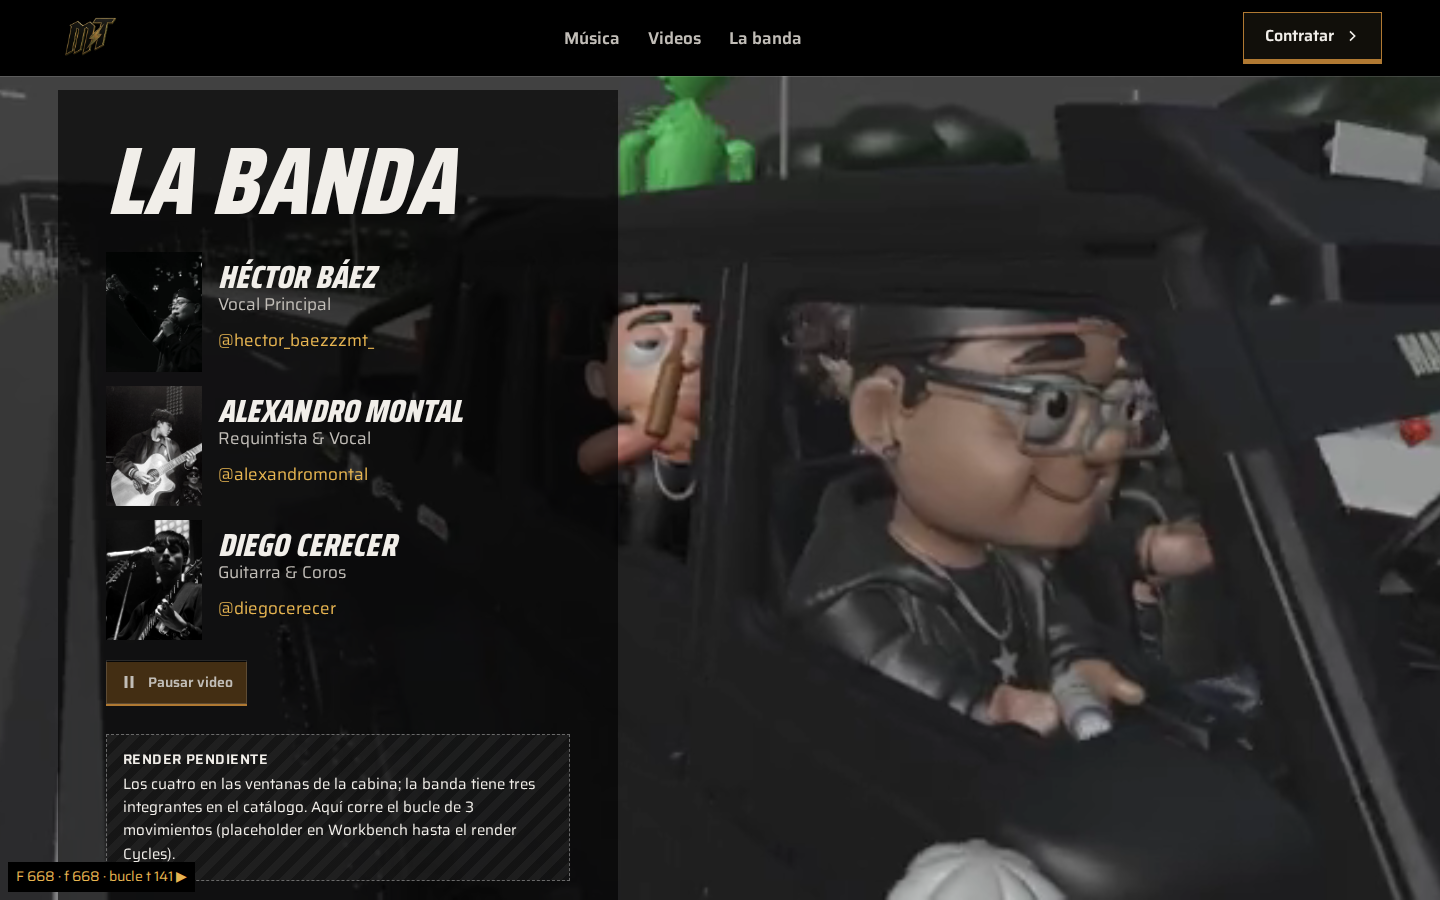 MT
Música
Videos
La banda
Contratar
LA BANDA
HÉCTOR BÁEZ
Vocal Principal
@hector_baezzzmt_
ALEXANDRO MONTAL
Requintista & Vocal
@alexandromontal
DIEGO CERECER
Guitarra & Coros
@diegocerecer
Pausar video
RENDER PENDIENTE
Los cuatro en las ventanas de la cabina; la banda tiene tres
integrantes en el catálogo. Aquí corre el bucle de 3
movimientos (placeholder en Workbench hasta el render
Cycles).
F 668 · f 668 · bucle t 141 ▶